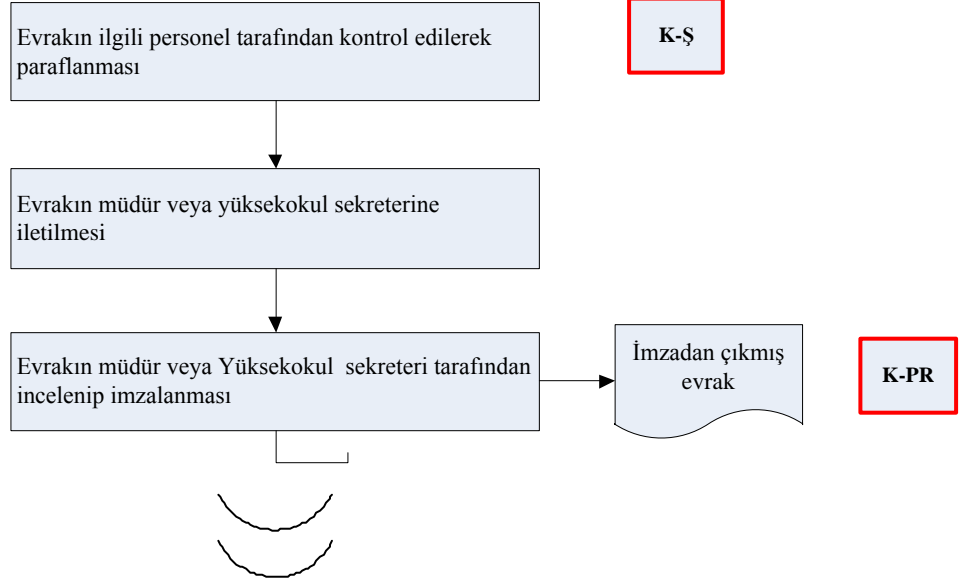 Evrakın ilgili personel tarafından kontrol edilerek
paraflanması
K-Ş
Evrakın müdür veya yüksekokul sekreterine
iletilmesi
Evrakın müdür veya Yüksekokul  sekreteri tarafından
incelenip imzalanması
İmzadan çıkmış
evrak
K-PR